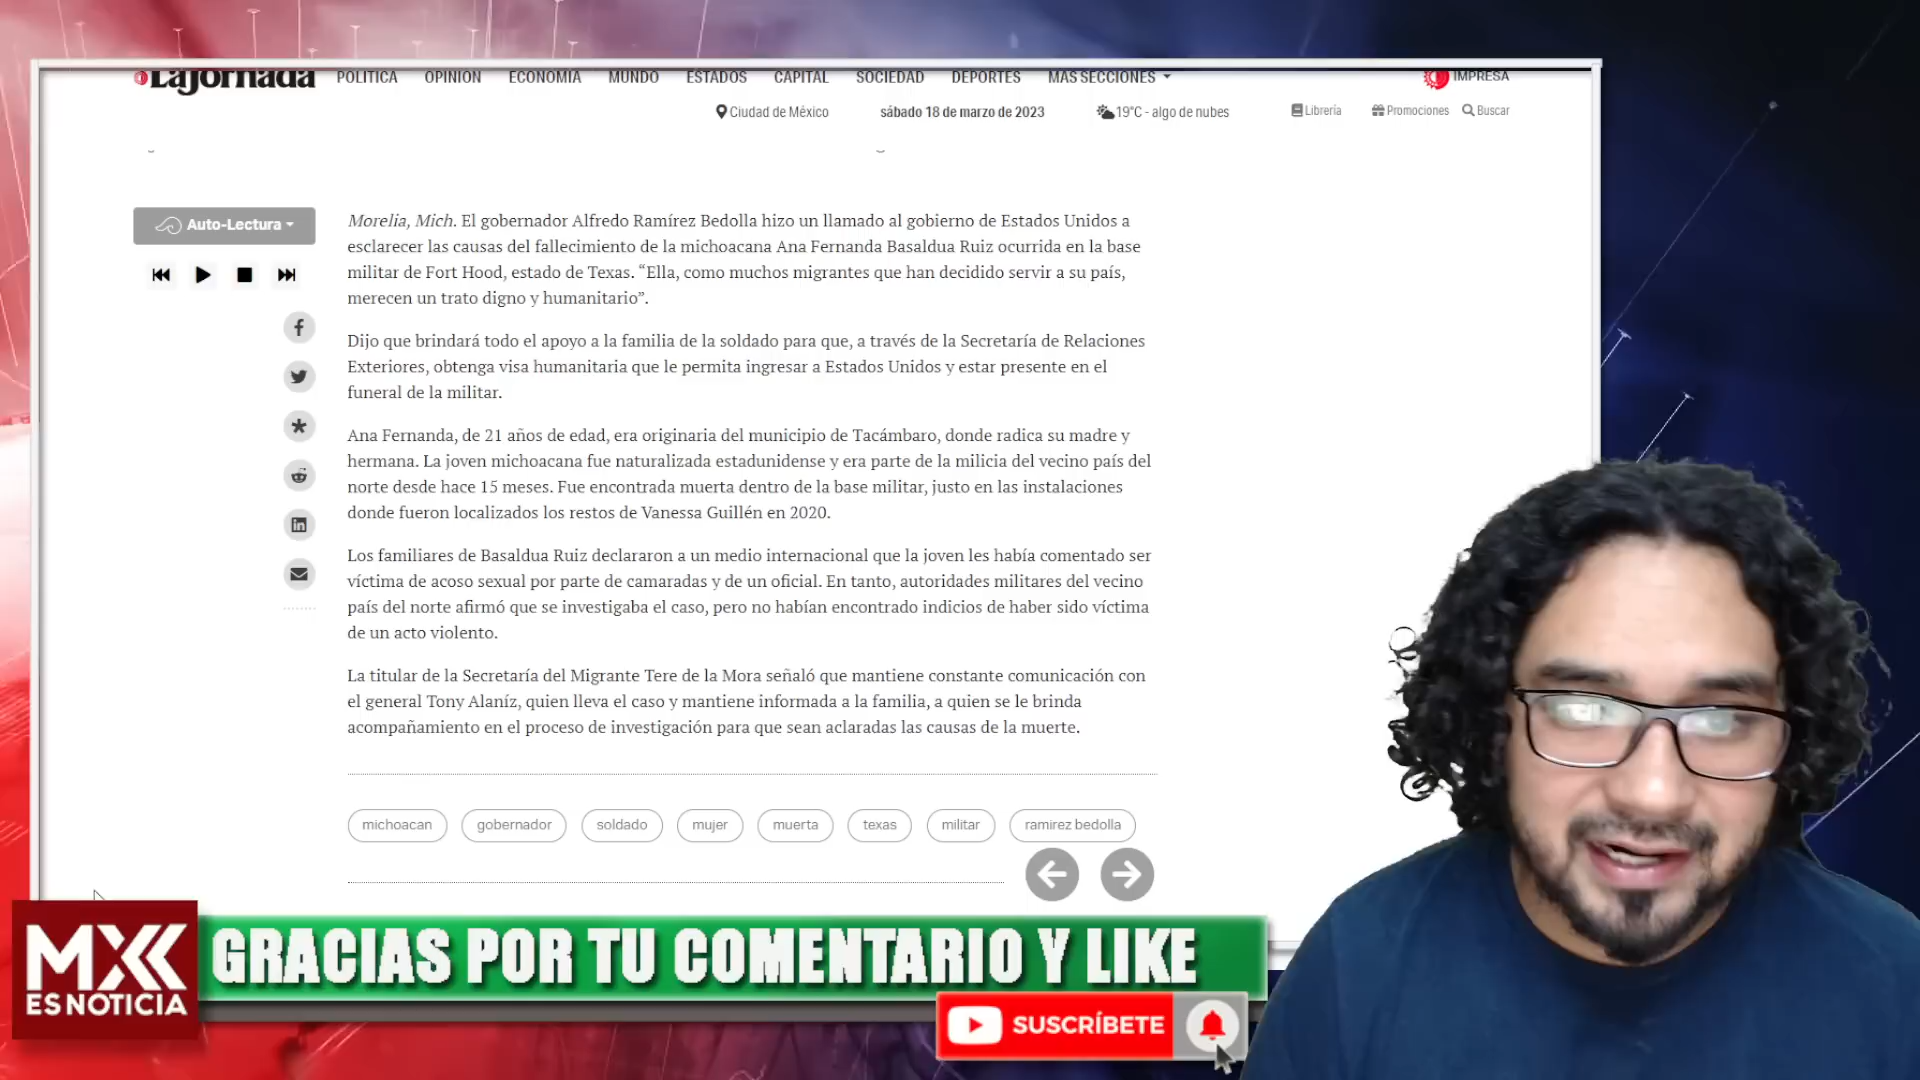 LaJornada
POLÍTICA OPINIÓN ECONOMÍA MUNDO ESTADOS CAPITAL SOCIEDAD DEPORTES MÁS SECCIONES
IMPRESA
Ciudad de México sábado 18 de marzo de 2023 19°C - algo de nubes Librería Promociones Buscar
Auto-Lectura
Morelia, Mich. El gobernador Alfredo Ramírez Bedolla hizo un llamado al gobierno de Estados Unidos a
esclarecer las causas del fallecimiento de la michoacana Ana Fernanda Basaldua Ruiz ocurrida en la base
militar de Fort Hood, estado de Texas. “Ella, como muchos migrantes que han decidido servir a su país,
merecen un trato digno y humanitario”.
Dijo que brindará todo el apoyo a la familia de la soldado para que, a través de la Secretaría de Relaciones
Exteriores, obtenga visa humanitaria que le permita ingresar a Estados Unidos y estar presente en el
funeral de la militar.
Ana Fernanda, de 21 años de edad, era originaria del municipio de Tacámbaro, donde radica su madre y
hermana. La joven michoacana fue naturalizada estadunidense y era parte de la milicia del vecino país del
norte desde hace 15 meses. Fue encontrada muerta dentro de la base militar, justo en las instalaciones
donde fueron localizados los restos de Vanessa Guillén en 2020.
Los familiares de Basaldua Ruiz declararon a un medio internacional que la joven les había comentado ser
víctima de acoso sexual por parte de camaradas y de un oficial. En tanto, autoridades militares del vecino
país del norte afirmó que se investigaba el caso, pero no habían encontrado indicios de haber sido víctima
de un acto violento.
La titular de la Secretaría del Migrante Tere de la Mora señaló que mantiene constante comunicación con
el general Tony Alaníz, quien lleva el caso y mantiene informada a la familia, a quien se le brinda
acompañamiento en el proceso de investigación para que sean aclaradas las causas de la muerte.
michoacan gobernador soldado mujer muerta texas militar ramirez bedolla
MX
ES NOTICIA
GRACIAS POR TU COMENTARIO Y LIKE
SUSCRÍBETE